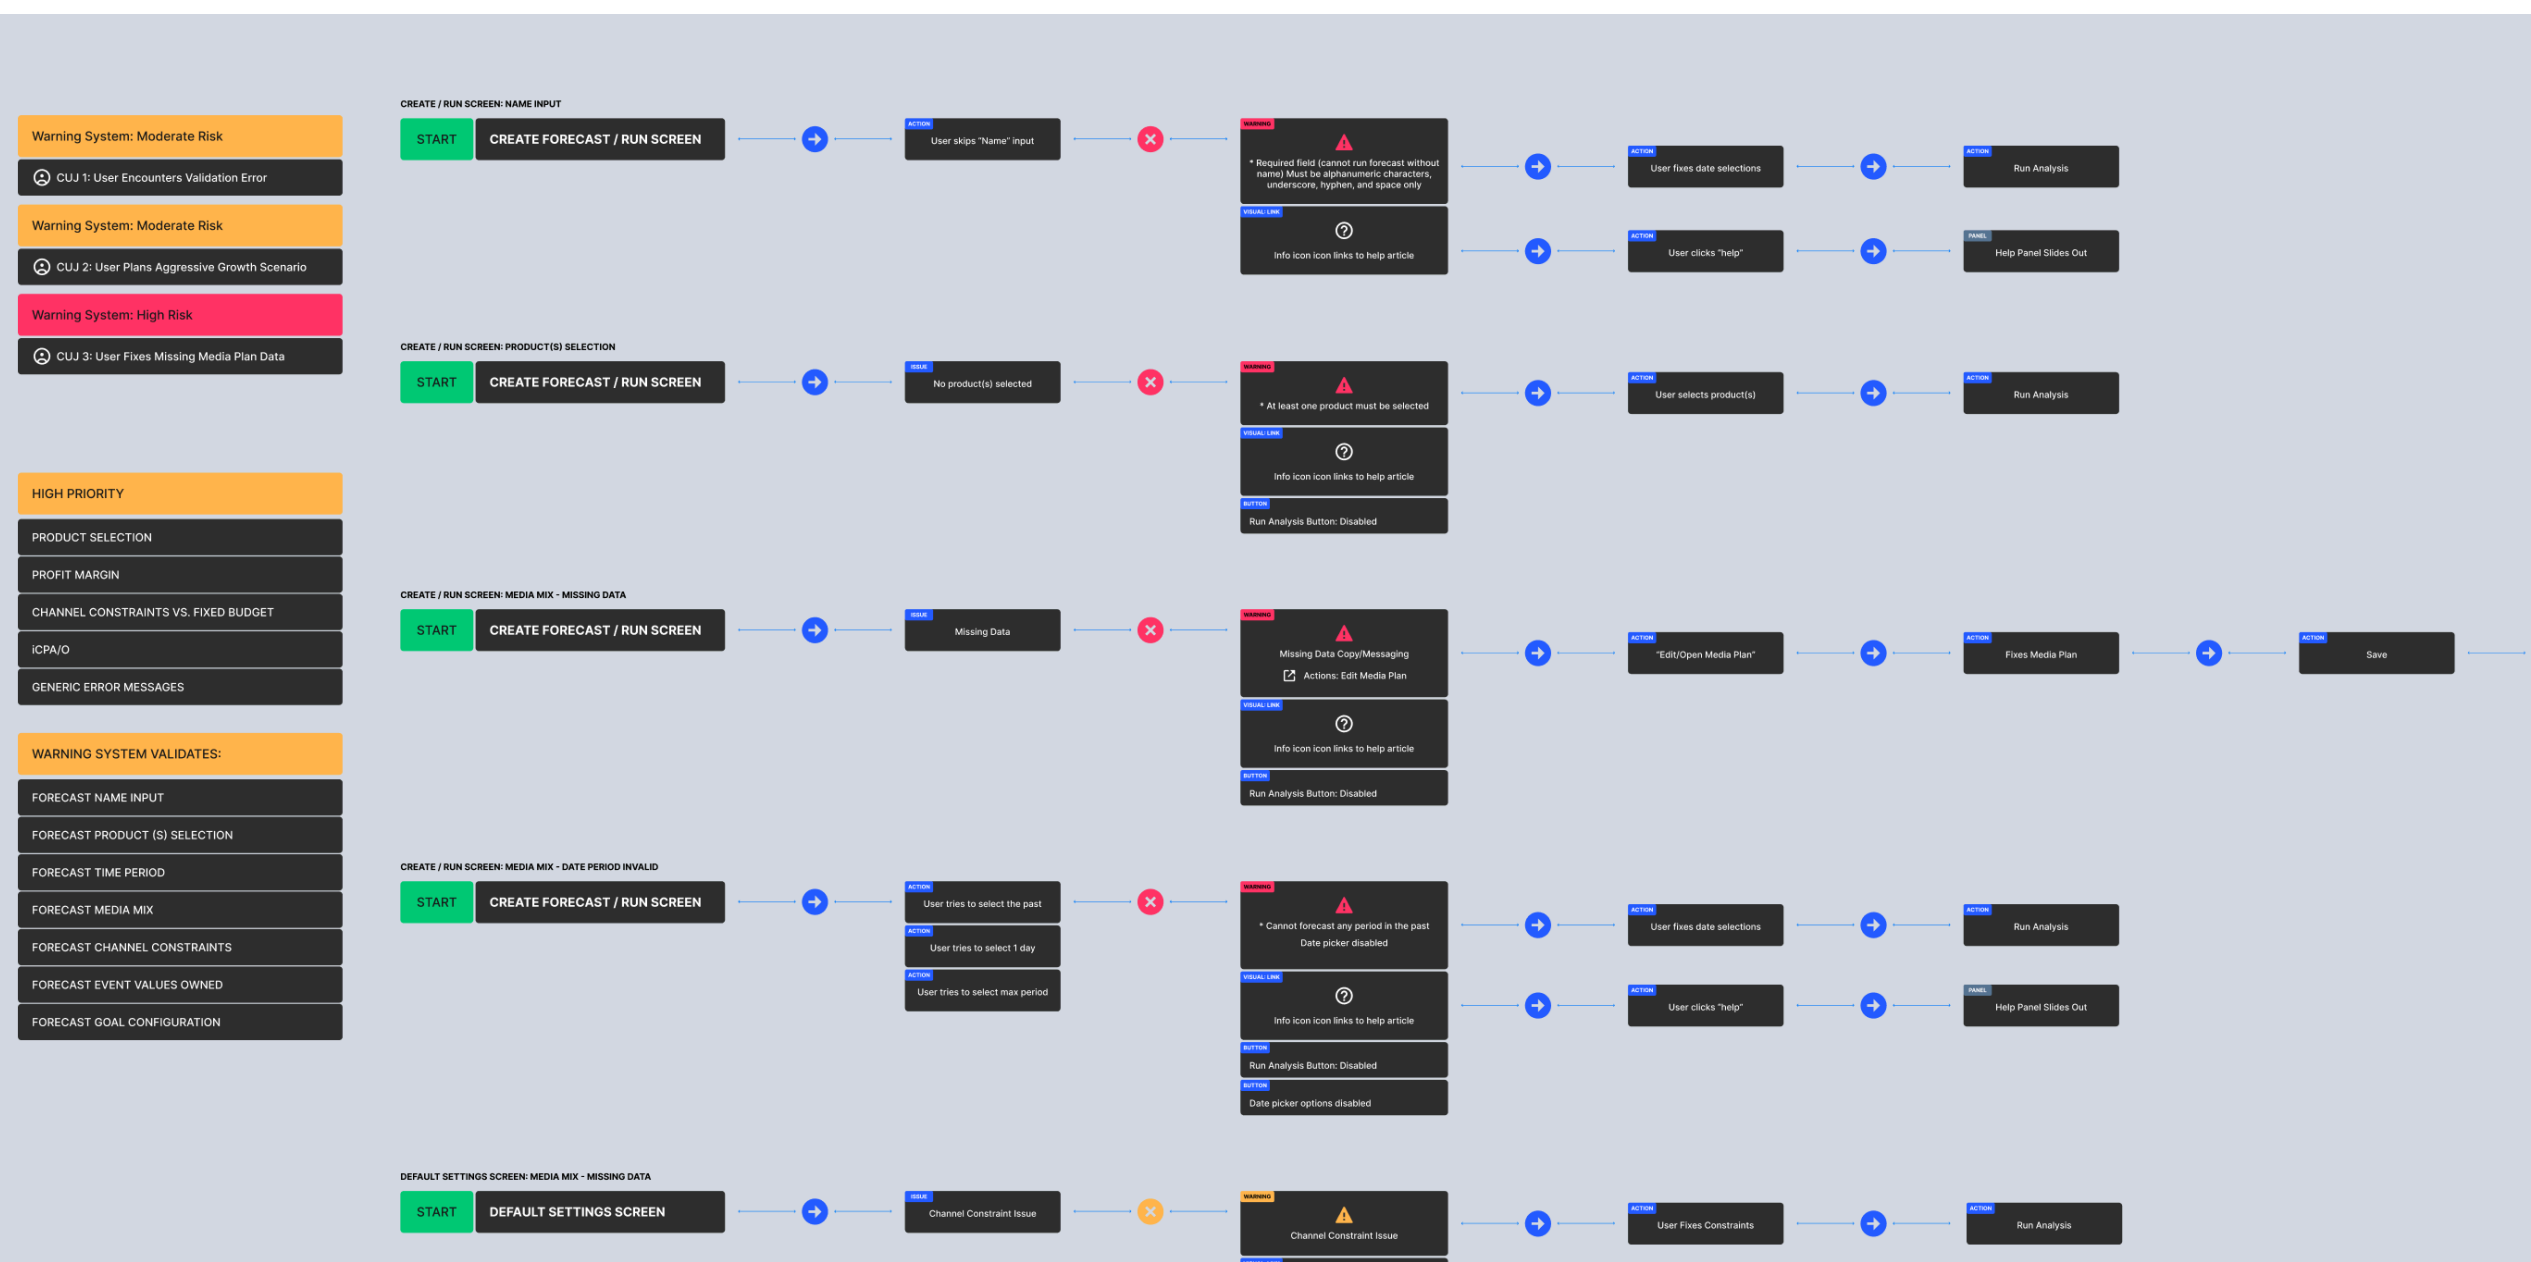 Warning System: Moderate Risk
CUJ 1: User Encounters Validation Error
Warning System: Moderate Risk
CUJ 2: User Plans Aggressive Growth Scenario
Warning System: High Risk
CUJ 3: User Fixes Missing Media Plan Data
HIGH PRIORITY
PRODUCT SELECTION
PROFIT MARGIN
CHANNEL CONSTRAINTS VS. FIXED BUDGET
iCPA/O
GENERIC ERROR MESSAGES
WARNING SYSTEM VALIDATES:
FORECAST NAME INPUT
FORECAST PRODUCT (S) SELECTION
FORECAST TIME PERIOD
FORECAST MEDIA MIX
FORECAST CHANNEL CONSTRAINTS
FORECAST EVENT VALUES OWNED
FORECAST GOAL CONFIGURATION
CREATE / RUN SCREEN: NAME INPUT
START
CREATE FORECAST / RUN SCREEN
ACTION
User skips "Name" input
WARNING
* Required field (cannot run forecast without
name) Must be alphanumeric characters,
underscore, hyphen, and space only
VISUAL: LINK
Info icon icon links to help article
ACTION
User fixes date selections
ACTION
Run Analysis
ACTION
User clicks "help"
PANEL
Help Panel Slides Out
CREATE / RUN SCREEN: PRODUCT(S) SELECTION
START
CREATE FORECAST / RUN SCREEN
ISSUE
No product(s) selected
WARNING
* At least one product must be selected
VISUAL: LINK
Info icon icon links to help article
BUTTON
Run Analysis Button: Disabled
ACTION
User selects product(s)
ACTION
Run Analysis
CREATE / RUN SCREEN: MEDIA MIX - MISSING DATA
START
CREATE FORECAST / RUN SCREEN
ISSUE
Missing Data
WARNING
Missing Data Copy/Messaging
Actions: Edit Media Plan
VISUAL: LINK
Info icon icon links to help article
BUTTON
Run Analysis Button: Disabled
ACTION
"Edit/Open Media Plan"
ACTION
Fixes Media Plan
ACTION
Save
CREATE / RUN SCREEN: MEDIA MIX - DATE PERIOD INVALID
START
CREATE FORECAST / RUN SCREEN
ACTION
User tries to select the past
ACTION
User tries to select 1 day
ACTION
User tries to select max period
WARNING
* Cannot forecast any period in the past
Date picker disabled
VISUAL: LINK
Info icon icon links to help article
BUTTON
Run Analysis Button: Disabled
BUTTON
Date picker options disabled
ACTION
User fixes date selections
ACTION
Run Analysis
ACTION
User clicks "help"
PANEL
Help Panel Slides Out
DEFAULT SETTINGS SCREEN: MEDIA MIX - MISSING DATA
START
DEFAULT SETTINGS SCREEN
ISSUE
Channel Constraint Issue
WARNING
Channel Constraint Issue
ACTION
User Fixes Constraints
ACTION
Run Analysis